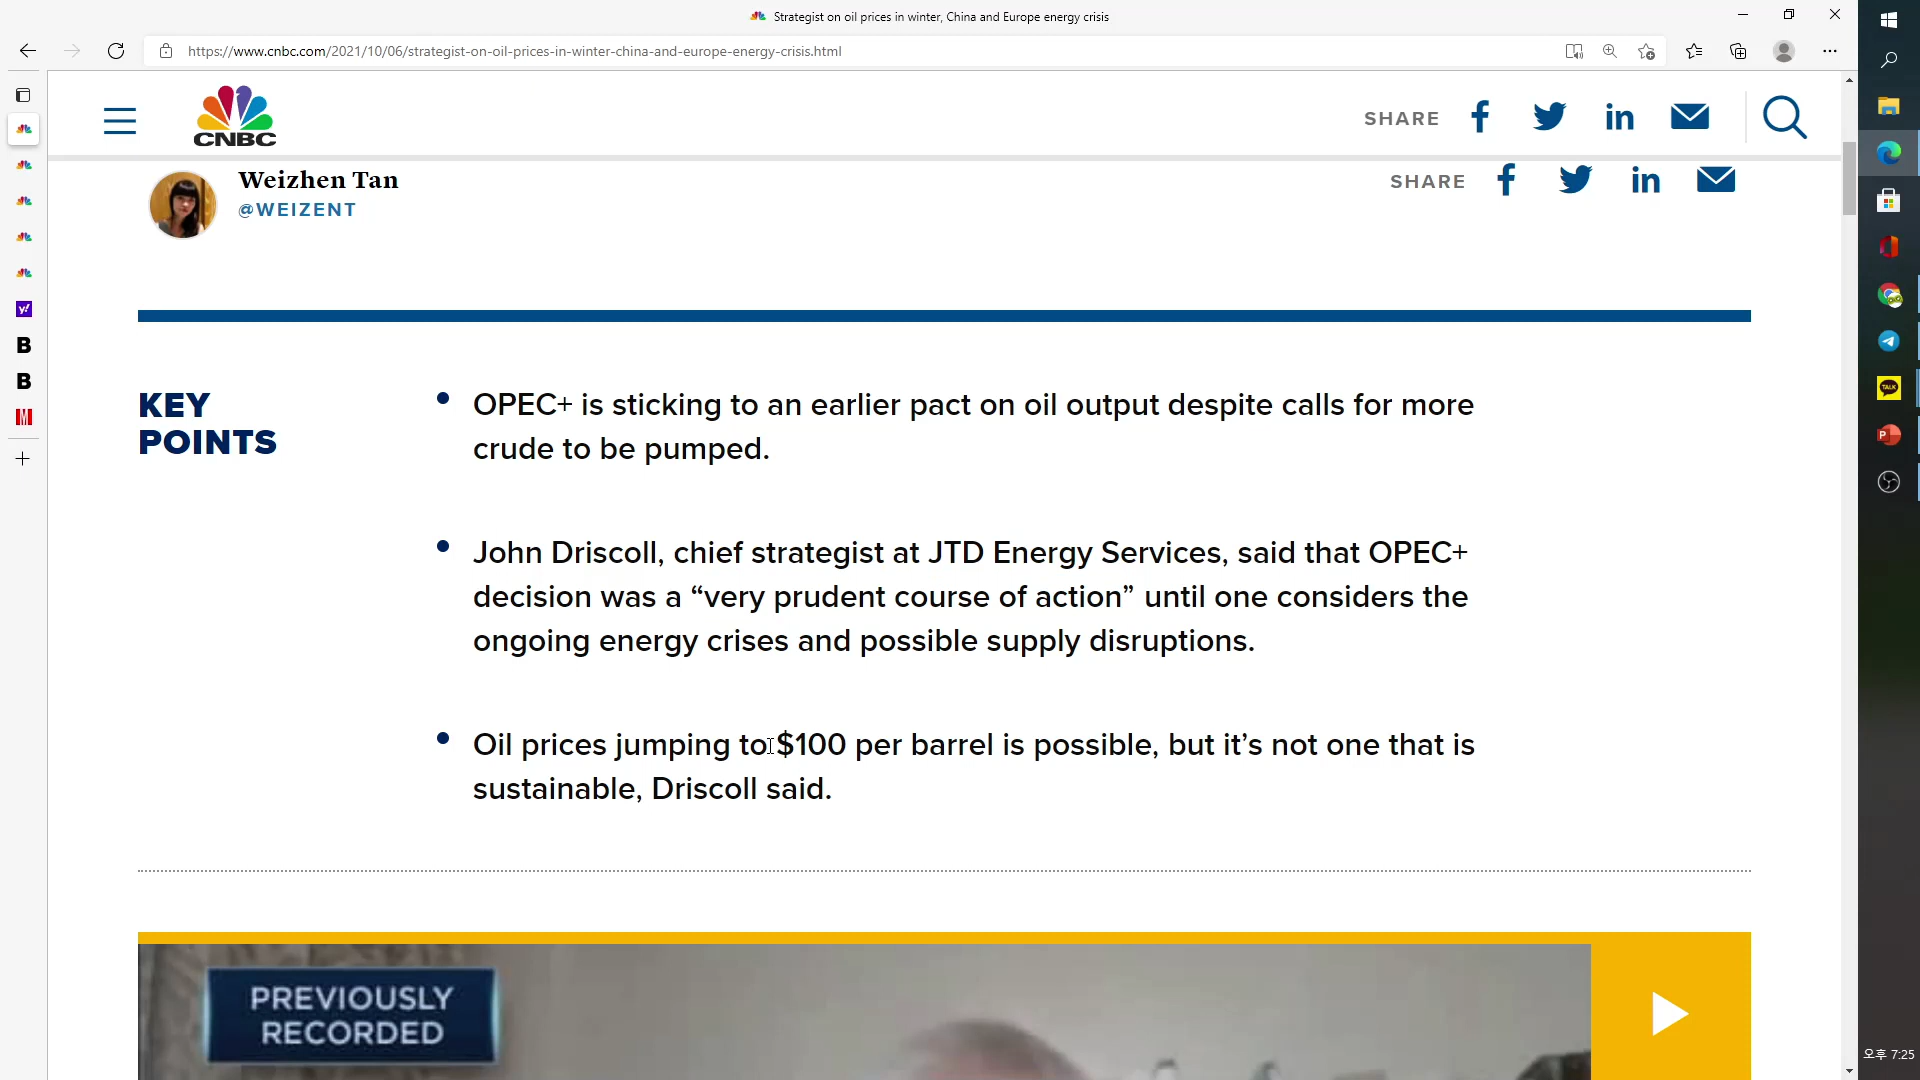 Strategist on oil prices in winter, China and Europe energy crisis
https://www.cnbc.com/2021/10/06/strategist-on-oil-prices-in-winter-china-and-europe-energy-crisis.html
CNBC
SHARE
Weizhen Tan
@WEIZENT
SHARE
KEY
POINTS
OPEC+ is sticking to an earlier pact on oil output despite calls for more
crude to be pumped.
John Driscoll, chief strategist at JTD Energy Services, said that OPEC+
decision was a “very prudent course of action” until one considers the
ongoing energy crises and possible supply disruptions.
Oil prices jumping to $100 per barrel is possible, but it’s not one that is
sustainable, Driscoll said.
PREVIOUSLY
RECORDED
오후 7:25